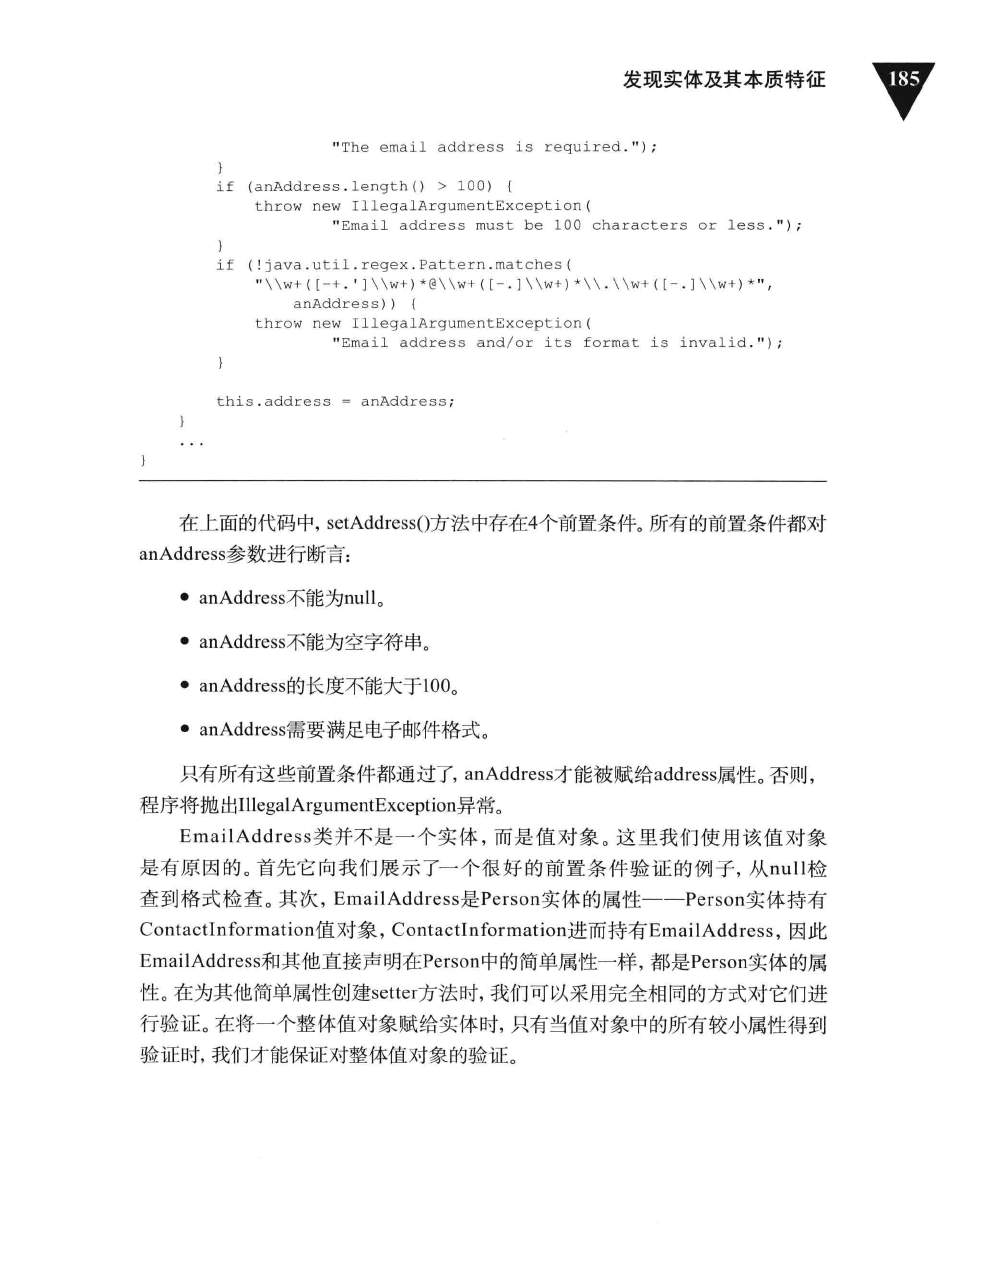 发现实体及其本质特征
185
"The email address is required.");
}
if (anAddress.length() > 100) {
throw new IllegalArgumentException(
"Email address must be 100 characters or less.");
}
if (!java.util.regex.Pattern.matches(
"\\w+([-+.']\\w+)*@\\w+([-.]\\w+)*\\.\\w+([-.]\\w+)*",
anAddress)) {
throw new IllegalArgumentException(
"Email address and/or its format is invalid.");
}
this.address = anAddress;
}
...
}
在上面的代码中，setAddress()方法中存在4个前置条件。所有的前置条件都对
anAddress参数进行断言：
● anAddress不能为null。
● anAddress不能为空字符串。
● anAddress的长度不能大于100。
● anAddress需要满足电子邮件格式。
只有所有这些前置条件都通过了，anAddress才能被赋给address属性。否则，
程序将抛出IllegalArgumentException异常。
EmailAddress类并不是一个实体，而是值对象。这里我们使用该值对象
是有原因的。首先它向我们展示了一个很好的前置条件验证的例子，从null检
查到格式检查。其次，EmailAddress是Person实体的属性——Person实体持有
ContactInformation值对象，ContactInformation进而持有EmailAddress，因此
EmailAddress和其他直接声明在Person中的简单属性一样，都是Person实体的属
性。在为其他简单属性创建setter方法时，我们可以采用完全相同的方式对它们进
行验证。在将一个整体值对象赋给实体时，只有当值对象中的所有较小属性得到
验证时，我们才能保证对整体值对象的验证。